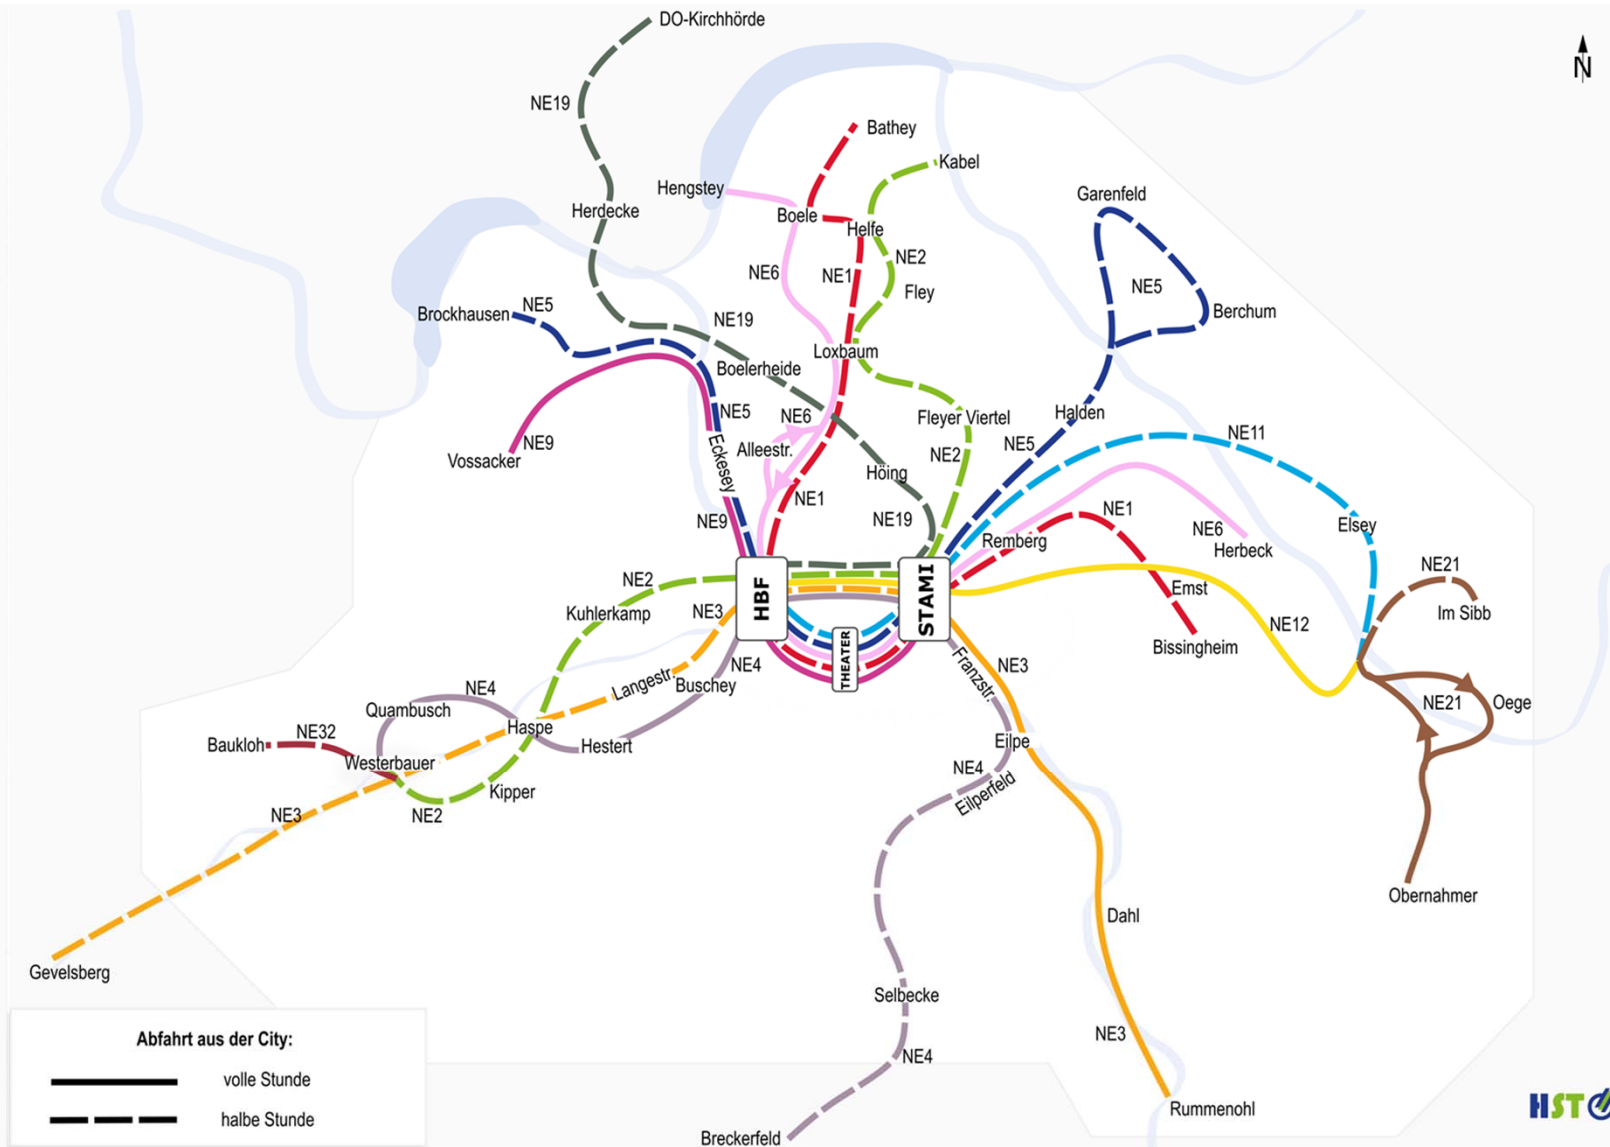 DO-Kirchhörde
N
NE19
Bathey
Kabel
Hengstey
Garenfeld
Herdecke
Boele
Helfe
NE2
NE6
NE1
NE5
Fley
Brockhausen
NE5
Berchum
NE19
Loxbaum
Boelerheide
NE5
NE6
Fleyer Viertel
Halden
NE11
Alleestr.
NE5
NE2
NE9
Vossacker
Eckesey
Höing
NE1
NE9
NE19
NE1
Elsey
NE6
Remberg
Herbeck
HBF
STAMI
NE21
NE2
Emst
Kuhlerkamp
NE3
Im Sibb
NE12
Bissingheim
THEATER
NE4
Franzstr.
NE3
Langestr.
Buschey
NE4
Quambusch
NE21
Oege
Haspe
NE32
Baukloh
Hestert
Eilpe
Westerbauer
NE4
Eilperfeld
Kipper
NE3
NE2
Obernahmer
Dahl
Gevelsberg
Selbecke
NE3
NE4
Rummenohl
Breckerfeld
Abfahrt aus der City:
volle Stunde
halbe Stunde
HST